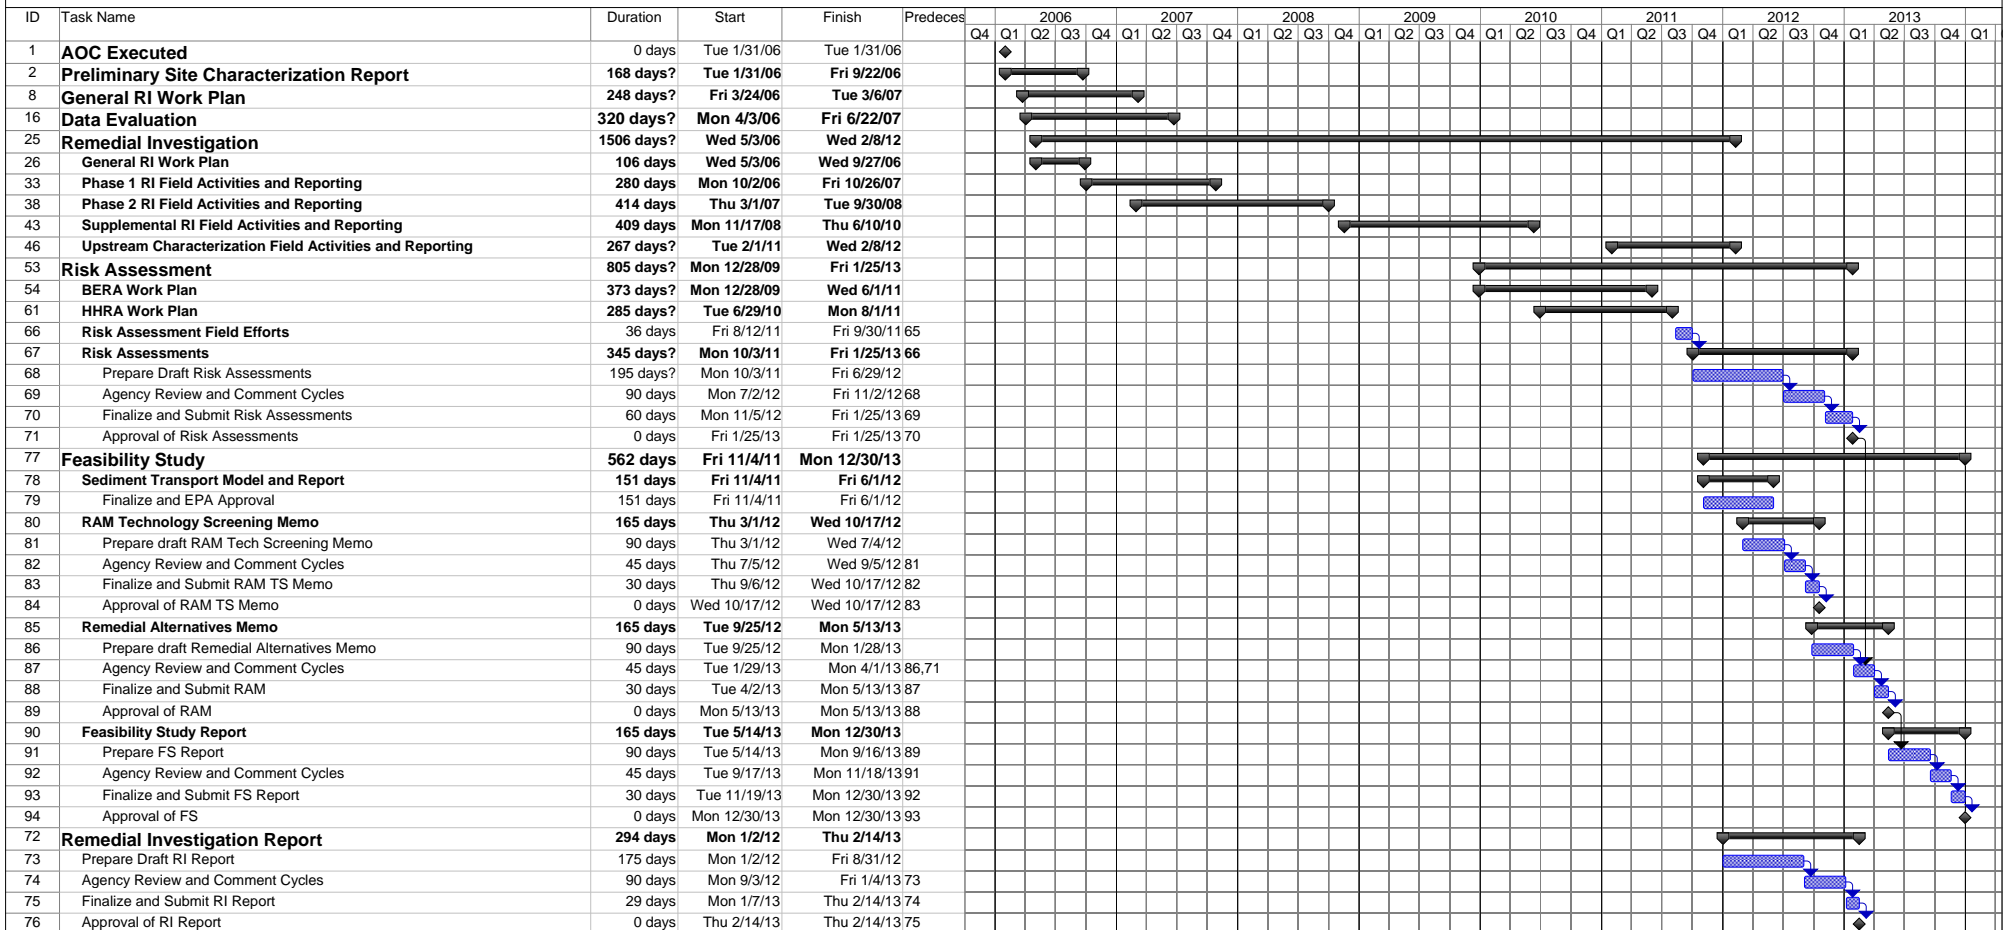 ID Task Name Duration Start Finish Predeces 2006 2007 2008 2009 2010 2011 2012 2013
Q4 Q1 Q2 Q3 Q4 Q1 Q2 Q3 Q4 Q1 Q2 Q3 Q4 Q1 Q2 Q3 Q4 Q1 Q2 Q3 Q4 Q1 Q2 Q3 Q4 Q1 Q2 Q3 Q4 Q1 Q2 Q3 Q4 Q1
1 AOC Executed 0 days Tue 1/31/06 Tue 1/31/06
2 Preliminary Site Characterization Report 168 days? Tue 1/31/06 Fri 9/22/06
8 General RI Work Plan 248 days? Fri 3/24/06 Tue 3/6/07
16 Data Evaluation 320 days? Mon 4/3/06 Fri 6/22/07
25 Remedial Investigation 1506 days? Wed 5/3/06 Wed 2/8/12
26 General RI Work Plan 106 days Wed 5/3/06 Wed 9/27/06
33 Phase 1 RI Field Activities and Reporting 280 days Mon 10/2/06 Fri 10/26/07
38 Phase 2 RI Field Activities and Reporting 414 days Thu 3/1/07 Tue 9/30/08
43 Supplemental RI Field Activities and Reporting 409 days Mon 11/17/08 Thu 6/10/10
46 Upstream Characterization Field Activities and Reporting 267 days? Tue 2/1/11 Wed 2/8/12
53 Risk Assessment 805 days? Mon 12/28/09 Fri 1/25/13
54 BERA Work Plan 373 days? Mon 12/28/09 Wed 6/1/11
61 HHRA Work Plan 285 days? Tue 6/29/10 Mon 8/1/11
66 Risk Assessment Field Efforts 36 days Fri 8/12/11 Fri 9/30/11 65
67 Risk Assessments 345 days? Mon 10/3/11 Fri 1/25/13 66
68 Prepare Draft Risk Assessments 195 days? Mon 10/3/11 Fri 6/29/12
69 Agency Review and Comment Cycles 90 days Mon 7/2/12 Fri 11/2/12 68
70 Finalize and Submit Risk Assessments 60 days Mon 11/5/12 Fri 1/25/13 69
71 Approval of Risk Assessments 0 days Fri 1/25/13 Fri 1/25/13 70
77 Feasibility Study 562 days Fri 11/4/11 Mon 12/30/13
78 Sediment Transport Model and Report 151 days Fri 11/4/11 Fri 6/1/12
79 Finalize and EPA Approval 151 days Fri 11/4/11 Fri 6/1/12
80 RAM Technology Screening Memo 165 days Thu 3/1/12 Wed 10/17/12
81 Prepare draft RAM Tech Screening Memo 90 days Thu 3/1/12 Wed 7/4/12
82 Agency Review and Comment Cycles 45 days Thu 7/5/12 Wed 9/5/12 81
83 Finalize and Submit RAM TS Memo 30 days Thu 9/6/12 Wed 10/17/12 82
84 Approval of RAM TS Memo 0 days Wed 10/17/12 Wed 10/17/12 83
85 Remedial Alternatives Memo 165 days Tue 9/25/12 Mon 5/13/13
86 Prepare draft Remedial Alternatives Memo 90 days Tue 9/25/12 Mon 1/28/13
87 Agency Review and Comment Cycles 45 days Tue 1/29/13 Mon 4/1/13 86,71
88 Finalize and Submit RAM 30 days Tue 4/2/13 Mon 5/13/13 87
89 Approval of RAM 0 days Mon 5/13/13 Mon 5/13/13 88
90 Feasibility Study Report 165 days Tue 5/14/13 Mon 12/30/13
91 Prepare FS Report 90 days Tue 5/14/13 Mon 9/16/13 89
92 Agency Review and Comment Cycles 45 days Tue 9/17/13 Mon 11/18/13 91
93 Finalize and Submit FS Report 30 days Tue 11/19/13 Mon 12/30/13 92
94 Approval of FS 0 days Mon 12/30/13 Mon 12/30/13 93
72 Remedial Investigation Report 294 days Mon 1/2/12 Thu 2/14/13
73 Prepare Draft RI Report 175 days Mon 1/2/12 Fri 8/31/12
74 Agency Review and Comment Cycles 90 days Mon 9/3/12 Fri 1/4/13 73
75 Finalize and Submit RI Report 29 days Mon 1/7/13 Thu 2/14/13 74
76 Approval of RI Report 0 days Thu 2/14/13 Thu 2/14/13 75